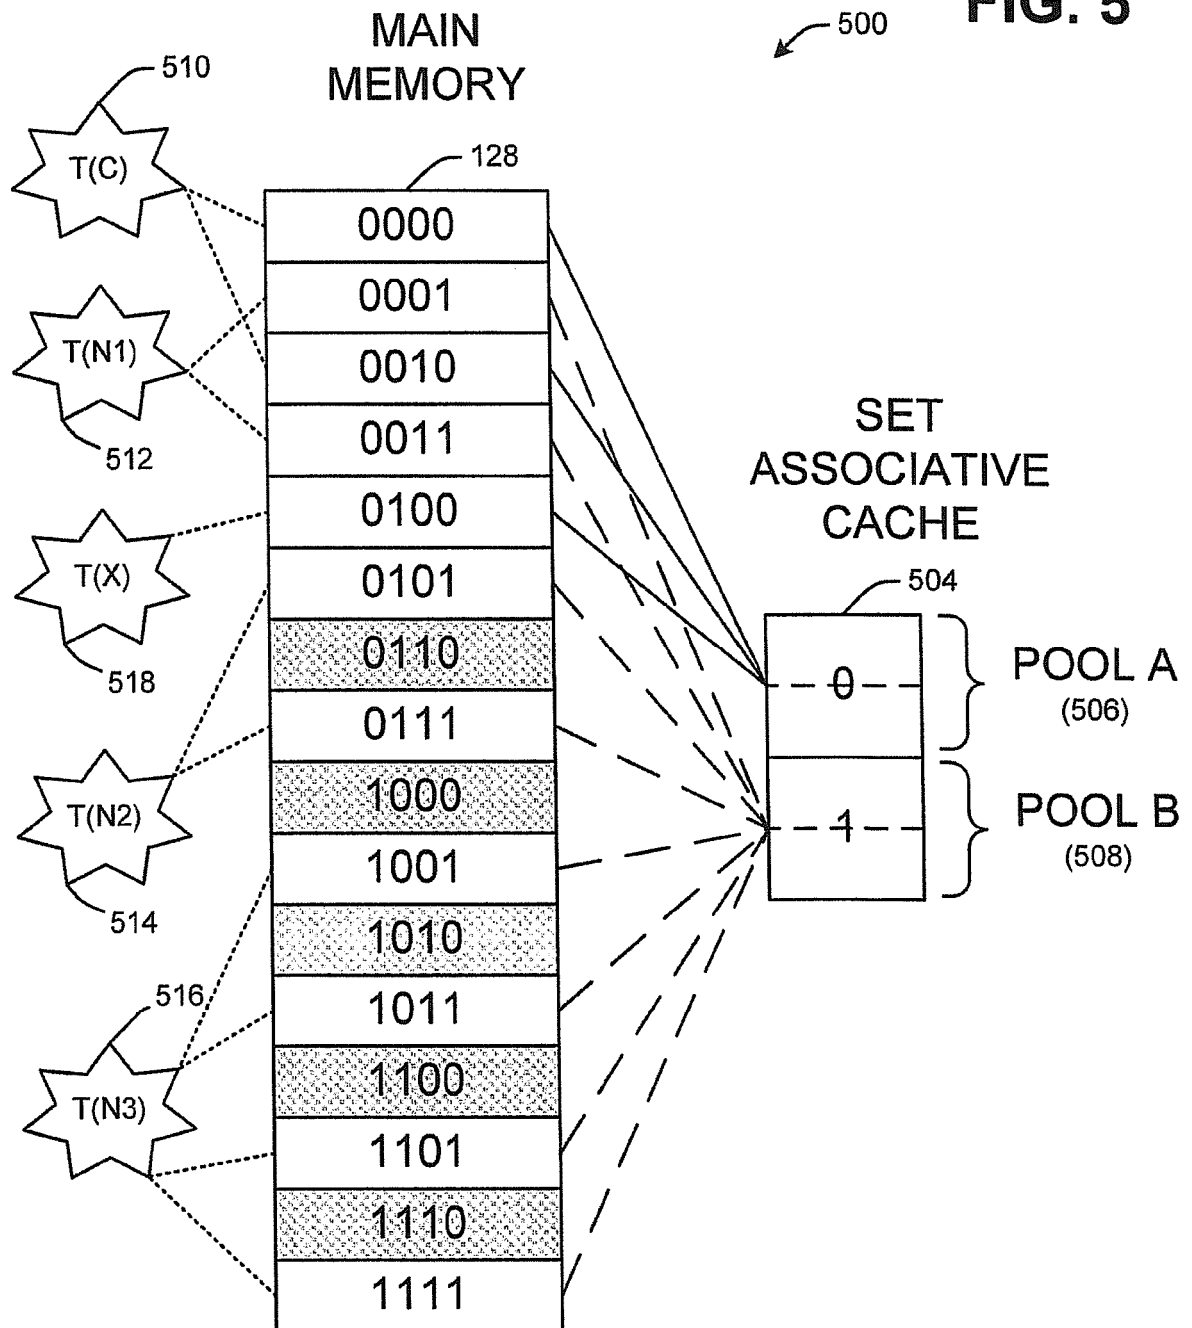 FIG. 5
500
MAIN
MEMORY
510
T(C)
128
0000
0001
T(N1)
0010
512
0011
SET
ASSOCIATIVE
CACHE
0100
T(X)
0101
504
518
0110
0
POOL A
(506)
0111
T(N2)
1000
1
POOL B
(508)
1001
514
1010
516
1011
1100
T(N3)
1101
1110
1111